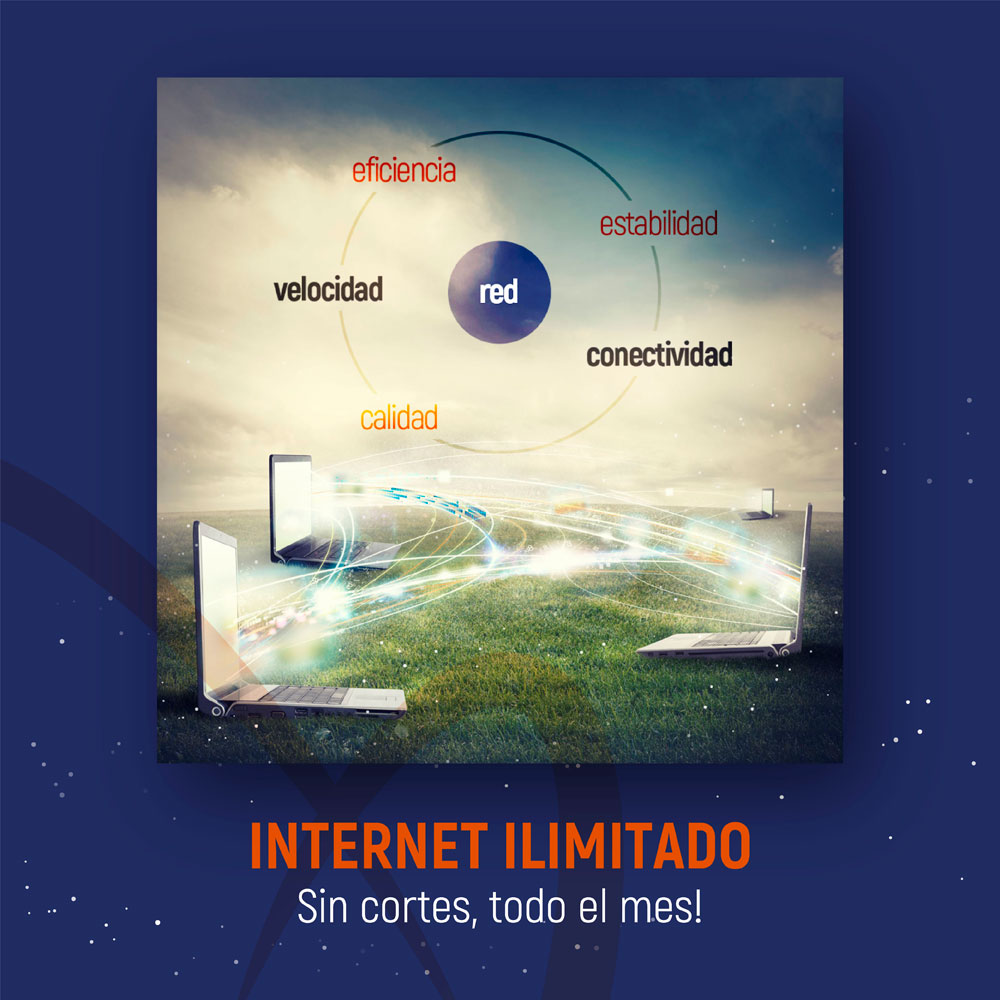 eficiencia
estabilidad
velocidad
red
conectividad
calidad
INTERNET ILIMITADO
Sin cortes, todo el mes!